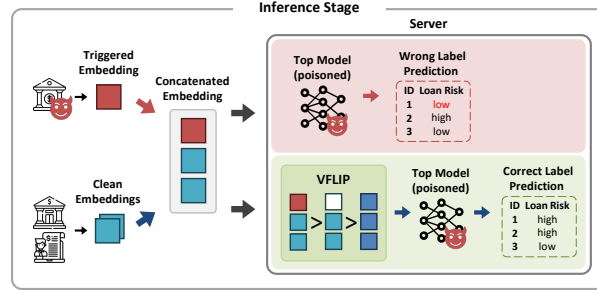 Inference Stage
Server
Triggered
Embedding
Concatenated
Embedding
Clean
Embeddings
Top Model
(poisoned)
Wrong Label
Prediction
ID Loan Risk
1 low
2 high
3 low
VFLIP
> >
Top Model
(poisoned)
Correct Label
Prediction
ID Loan Risk
1 high
2 high
3 low